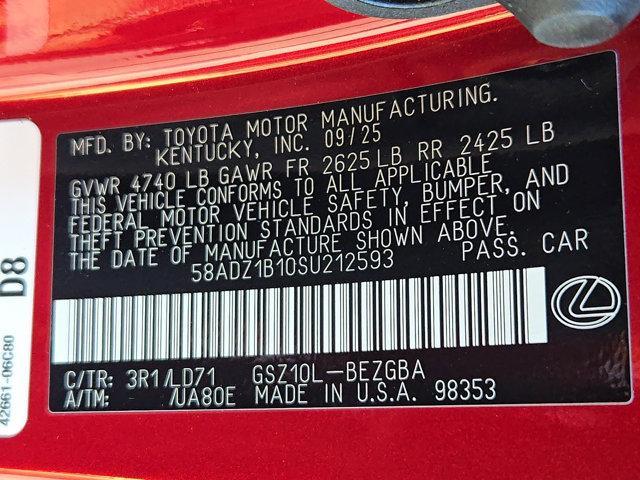 MFD. BY: TOYOTA MOTOR MANUFACTURING.
KENTUCKY, INC. 09/25
GVWR 4740 LB GAWR FR 2625 LB RR 2425 LB
THIS VEHICLE CONFORMS TO ALL APPLICABLE
FEDERAL MOTOR VEHICLE SAFETY, BUMPER, AND
THEFT PREVENTION STANDARDS IN EFFECT ON
THE DATE OF MANUFACTURE SHOWN ABOVE.
58ADZ1B10SU212593 PASS. CAR
C/TR: 3R1/LD71 GSZ10L-BEZGBA
A/TM: /UA80E MADE IN U.S.A. 98353
D8
42661-06C80